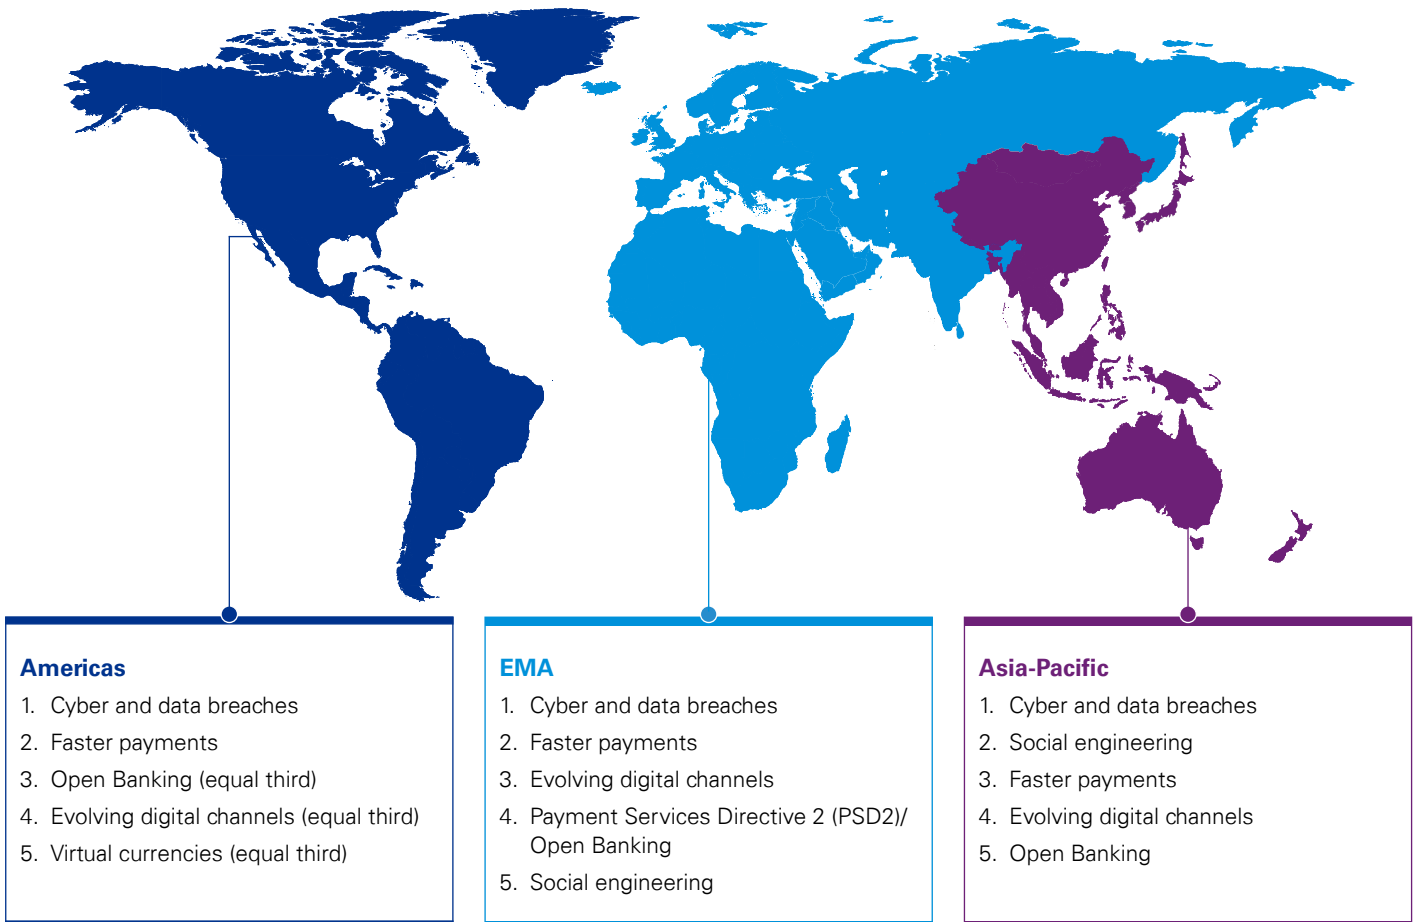 Americas
1. Cyber and data breaches
2. Faster payments
3. Open Banking (equal third)
4. Evolving digital channels (equal third)
5. Virtual currencies (equal third)
EMA
1. Cyber and data breaches
2. Faster payments
3. Evolving digital channels
4. Payment Services Directive 2 (PSD2)/
Open Banking
5. Social engineering
Asia-Pacific
1. Cyber and data breaches
2. Social engineering
3. Faster payments
4. Evolving digital channels
5. Open Banking